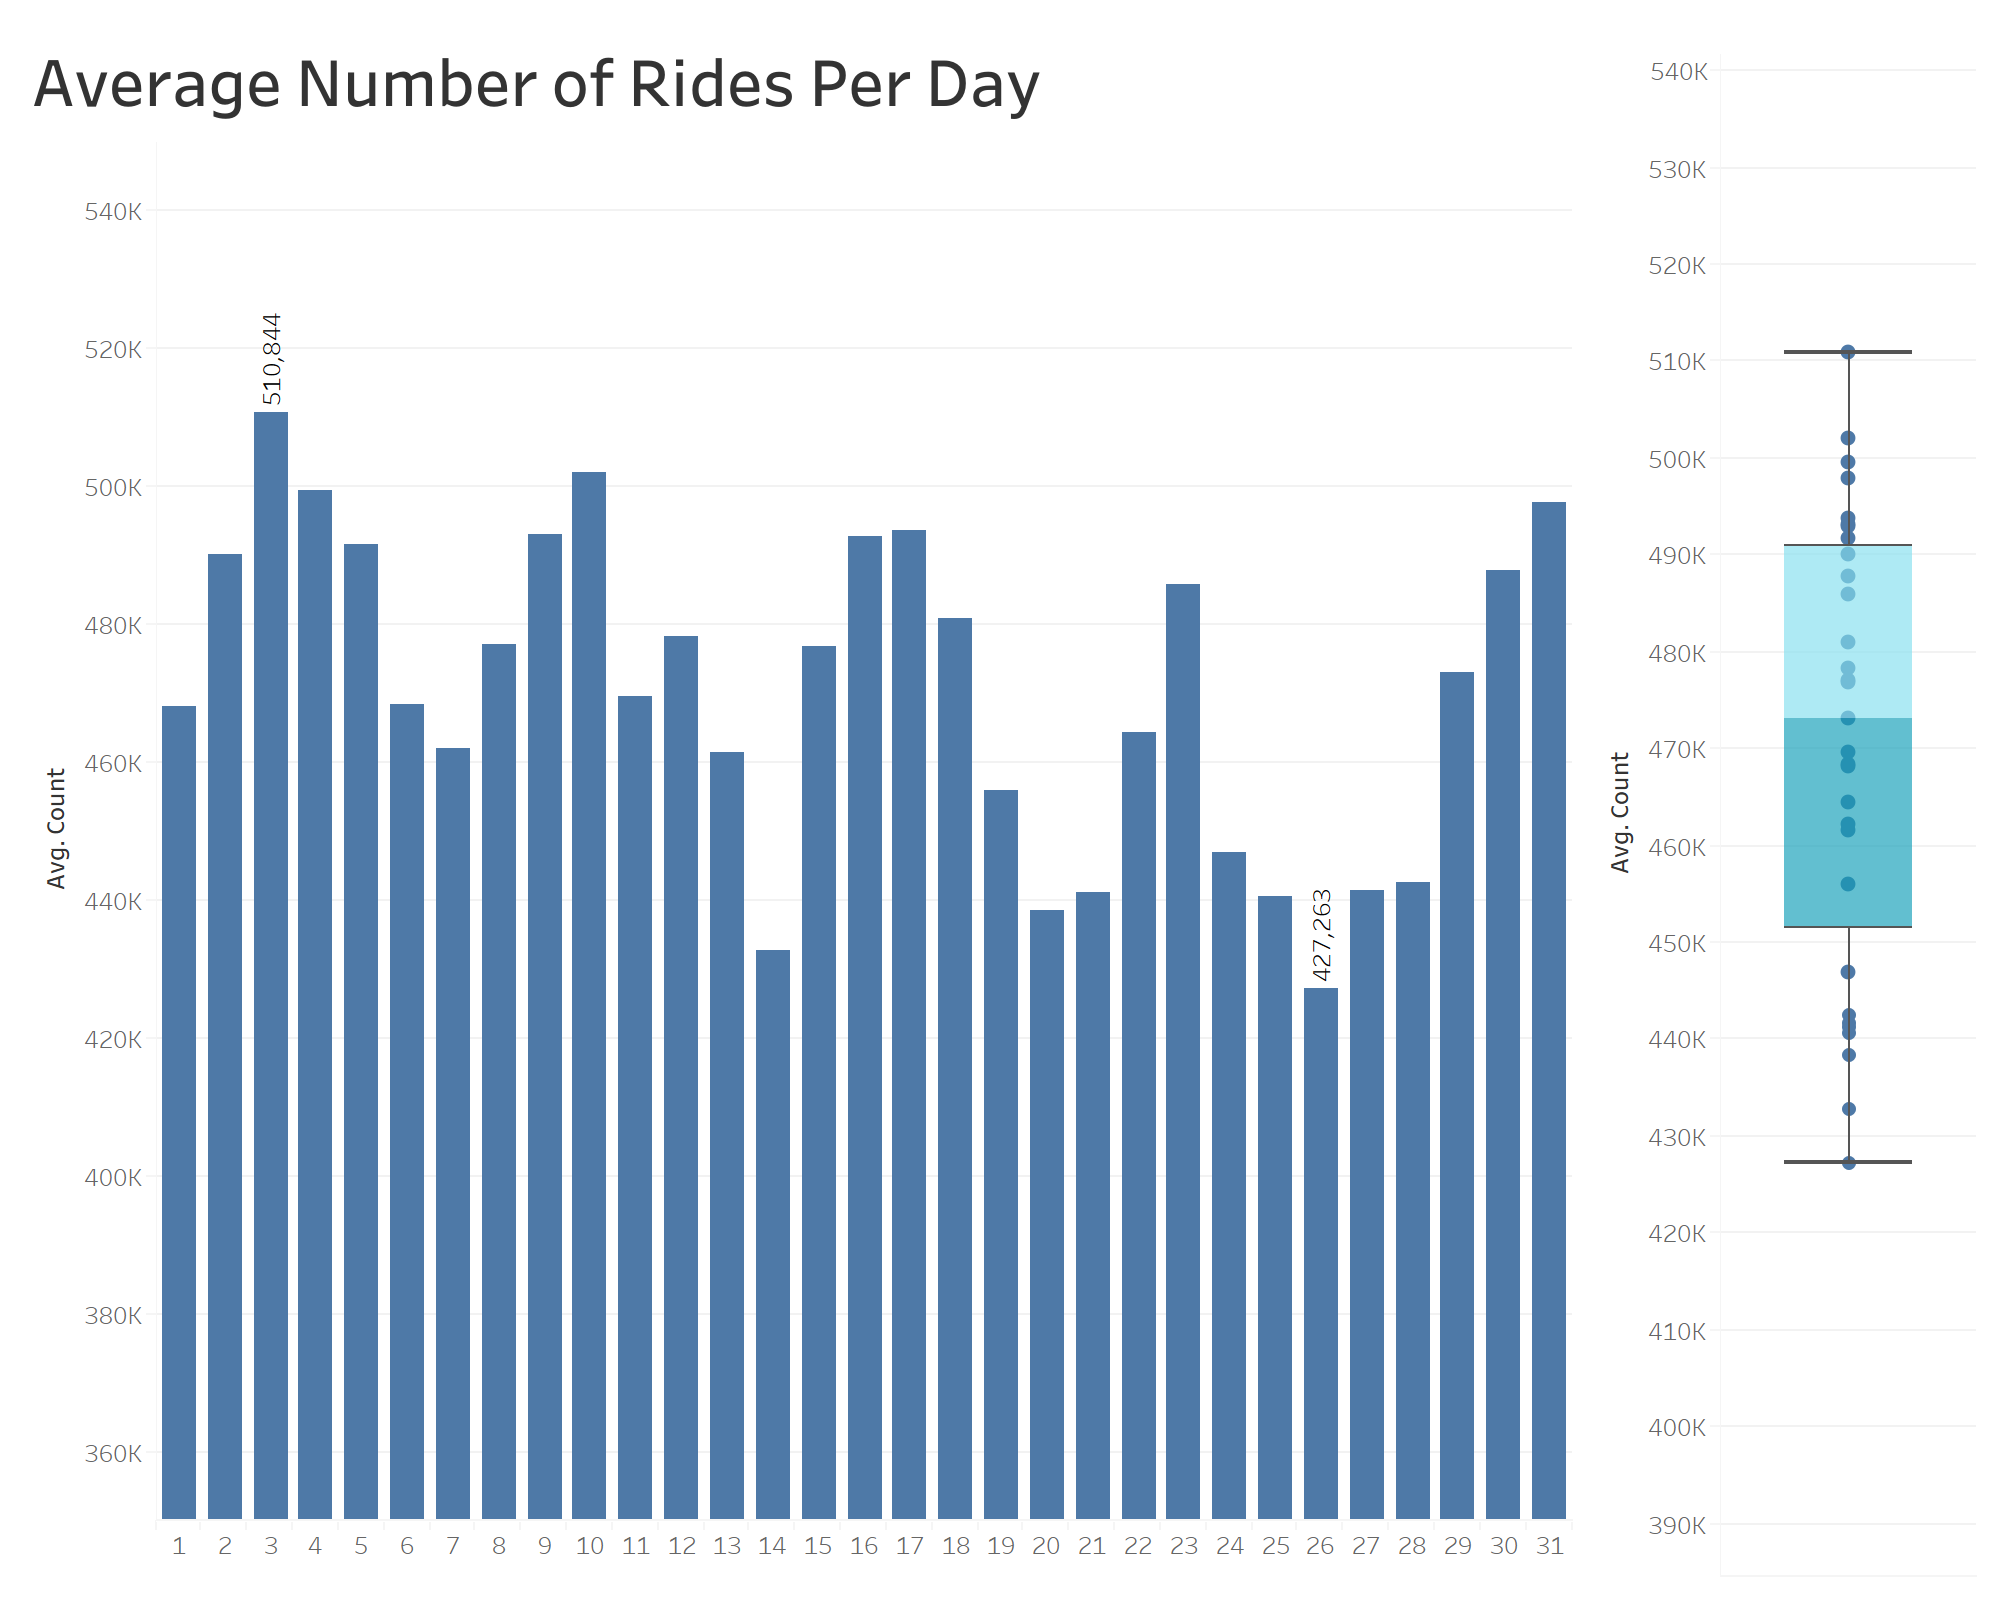 Average Number of Rides Per Day
540K
520K
500K
480K
460K
440K
420K
400K
380K
360K
Avg. Count
510,844
427,263
1 2 3 4 5 6 7 8 9 10 11 12 13 14 15 16 17 18 19 20 21 22 23 24 25 26 27 28 29 30 31
540K
530K
520K
510K
500K
490K
480K
470K
460K
450K
440K
430K
420K
410K
400K
390K
Avg. Count